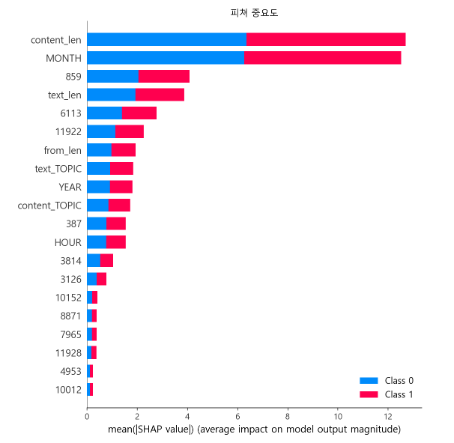 피쳐 중요도
content_len
MONTH
859
text_len
6113
11922
from_len
text_TOPIC
YEAR
content_TOPIC
387
HOUR
3814
3126
10152
8871
7965
11928
4953
10012
Class 0
Class 1
0 2 4 6 8 10 12
mean(|SHAP value|) (average impact on model output magnitude)